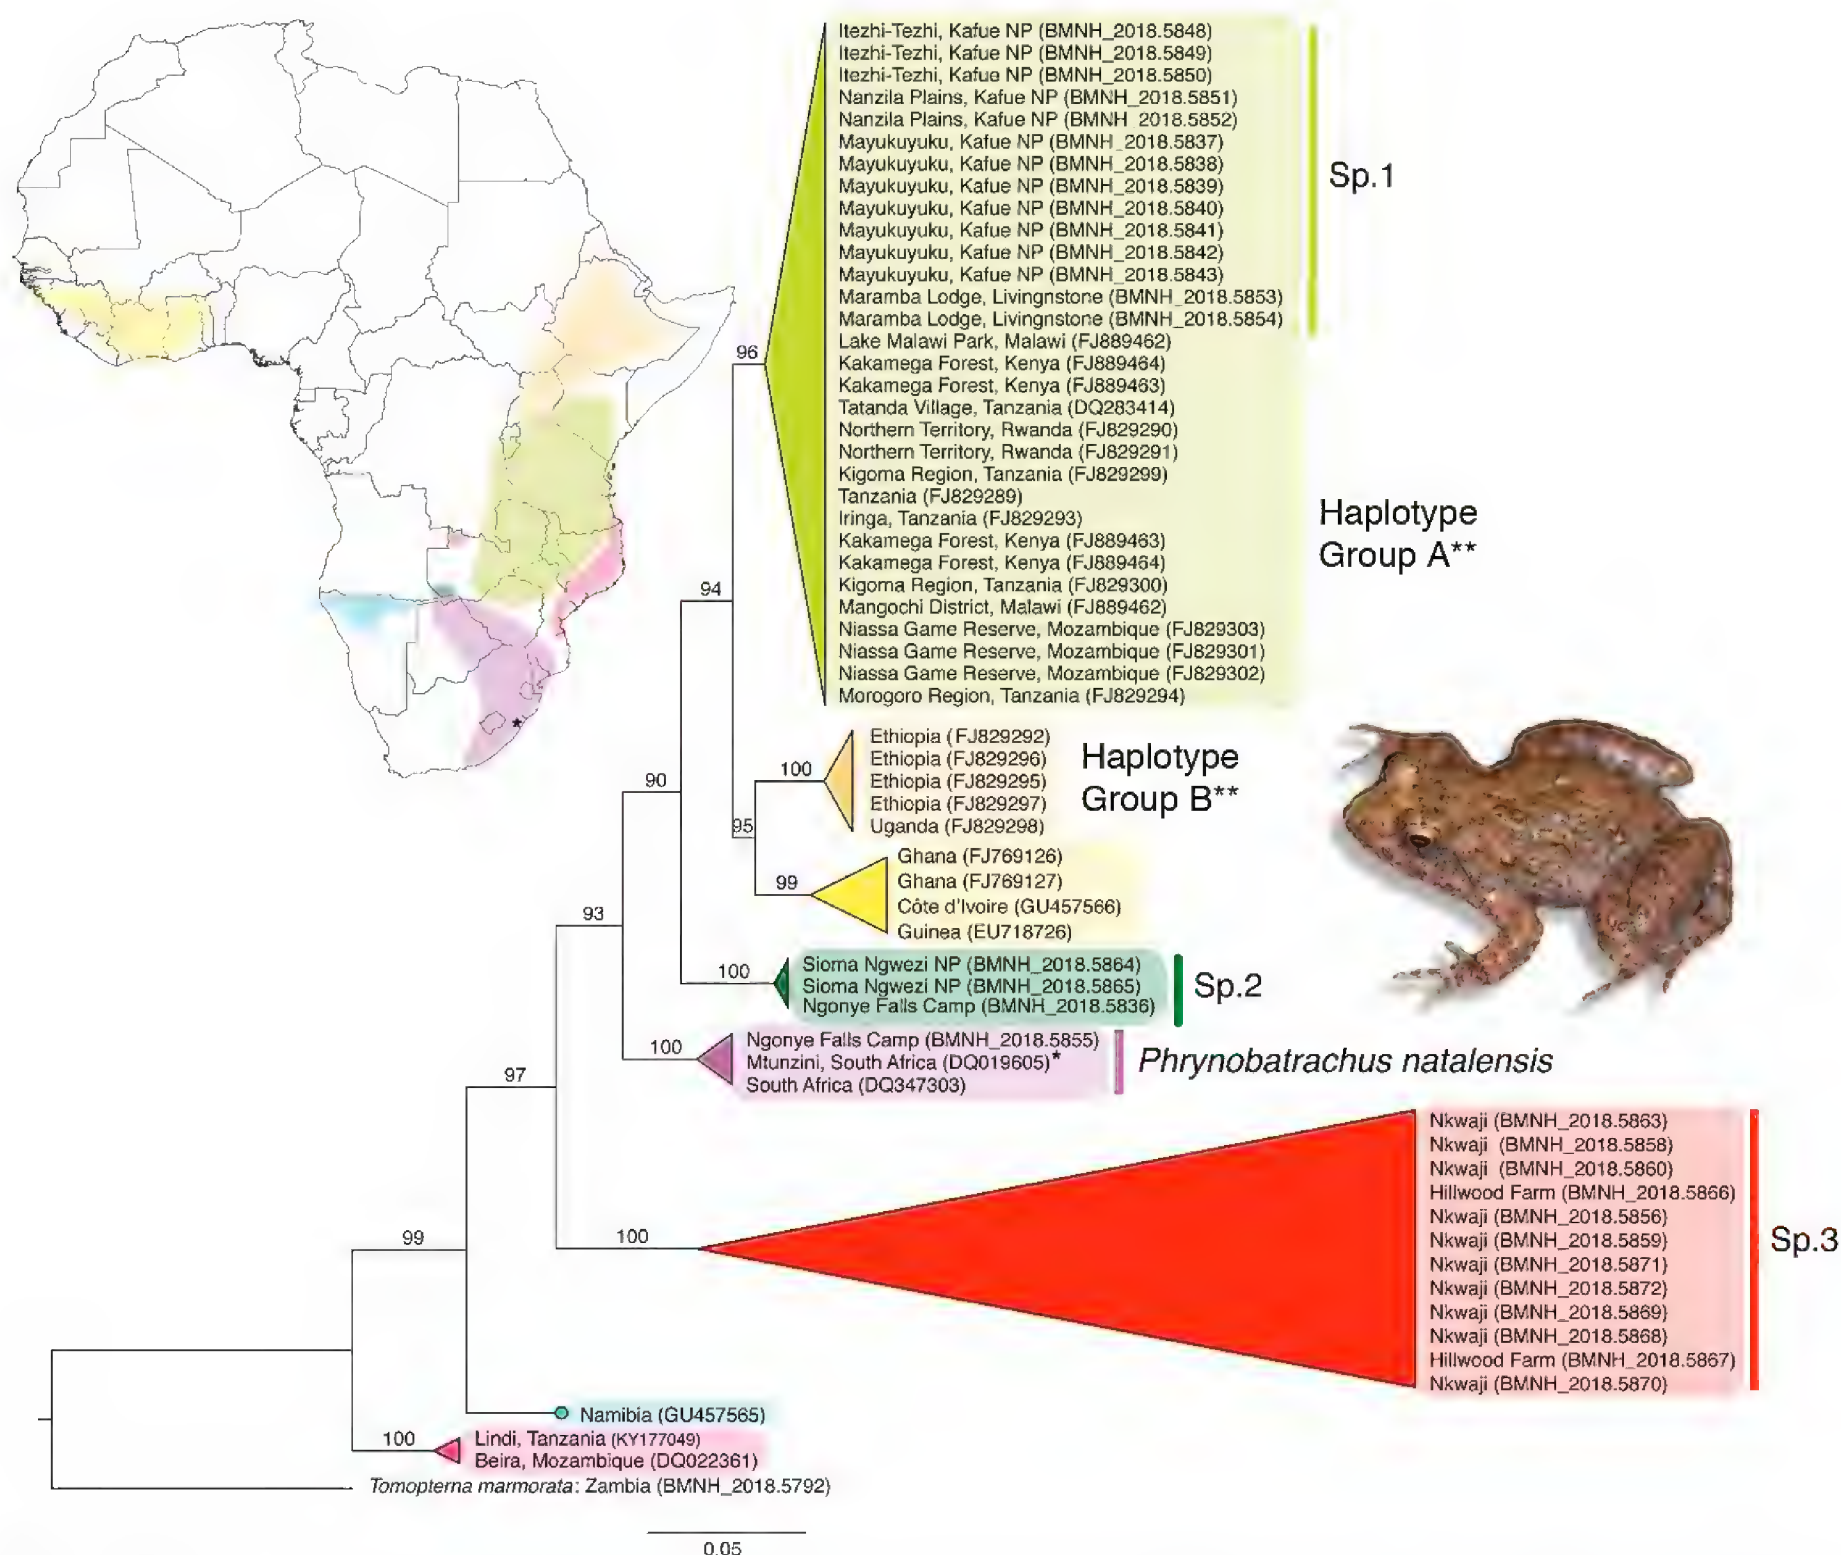 Itezhi-Tezhi, Kafue NP (BMNH_2018.5848)
Itezhi-Tezhi, Kafue NP (BMNH_2018.5849)
Itezhi-Tezhi, Kafue NP (BMNH_2018.5850)
Nanzila Plains, Kafue NP (BMNH_2018.5851)
Nanzila Plains, Kafue NP (BMNH_2018.5852)
Mayukuyuku, Kafue NP (BMNH_2018.5837)
Mayukuyuku, Kafue NP (BMNH_2018.5838)
Mayukuyuku, Kafue NP (BMNH_2018.5839)
Mayukuyuku, Kafue NP (BMNH_2018.5840)
Mayukuyuku, Kafue NP (BMNH_2018.5841)
Mayukuyuku, Kafue NP (BMNH_2018.5842)
Mayukuyuku, Kafue NP (BMNH_2018.5843)
Maramba Lodge, Livingnstone (BMNH_2018.5853)
Maramba Lodge, Livingnstone (BMNH_2018.5854)
Sp.1
Lake Malawi Park, Malawi (FJ889462)
Kakamega Forest, Kenya (FJ889464)
Kakamega Forest, Kenya (FJ889463)
Tatanda Village, Tanzania (DQ283414)
Northern Territory, Rwanda (FJ829290)
Northern Territory, Rwanda (FJ829291)
Kigoma Region, Tanzania (FJ829299)
Tanzania (FJ829289)
Iringa, Tanzania (FJ829293)
Kakamega Forest, Kenya (FJ889463)
Kakamega Forest, Kenya (FJ889464)
Kigoma Region, Tanzania (FJ829300)
Mangochi District, Malawi (FJ889462)
Niassa Game Reserve, Mozambique (FJ829303)
Niassa Game Reserve, Mozambique (FJ829301)
Niassa Game Reserve, Mozambique (FJ829302)
Morogoro Region, Tanzania (FJ829294)
Haplotype
Group A**
96
94
*
Ethiopia (FJ829292)
Ethiopia (FJ829296)
Ethiopia (FJ829295)
Ethiopia (FJ829297)
Uganda (FJ829298)
Haplotype
Group B**
100
90
95
Ghana (FJ769126)
Ghana (FJ769127)
Côte d'Ivoire (GU457566)
Guinea (EU718726)
99
93
Sioma Ngwezi NP (BMNH_2018.5864)
Sioma Ngwezi NP (BMNH_2018.5865)
Ngonye Falls Camp (BMNH_2018.5836)
100
Sp.2
Ngonye Falls Camp (BMNH_2018.5855)
Mtunzini, South Africa (DQ019605)*
South Africa (DQ347303)
100
Phrynobatrachus natalensis
97
Nkwaji (BMNH_2018.5863)
Nkwaji (BMNH_2018.5858)
Nkwaji (BMNH_2018.5860)
Hillwood Farm (BMNH_2018.5866)
Nkwaji (BMNH_2018.5856)
Nkwaji (BMNH_2018.5859)
Nkwaji (BMNH_2018.5871)
Nkwaji (BMNH_2018.5872)
Nkwaji (BMNH_2018.5869)
Nkwaji (BMNH_2018.5868)
Hillwood Farm (BMNH_2018.5867)
Nkwaji (BMNH_2018.5870)
100
Sp.3
99
Namibia (GU457565)
100
Lindi, Tanzania (KY177049)
Beira, Mozambique (DQ022361)
Tomopterna marmorata: Zambia (BMNH_2018.5792)
0.05